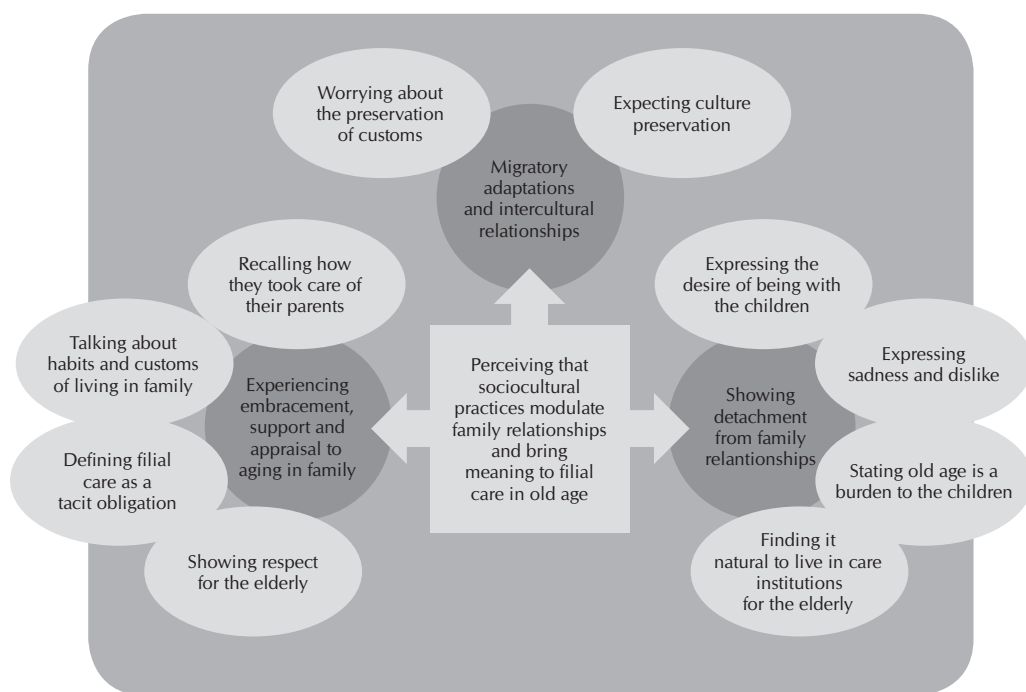 Worrying about
the preservation
of customs
Expecting culture
preservation
Migratory
adaptations
and intercultural
relationships
Recalling how
they took care of
their parents
Talking about
habits and customs
of living in family
Defining filial
care as a
tacit obligation
Showing respect
for the elderly
Experiencing
embracement,
support and
appraisal to
aging in family
Perceiving that
sociocultural
practices modulate
family relationships
and bring
meaning to filial
care in old age
Expressing the
desire of being with
the children
Expressing
sadness and dislike
Showing
detachment
from family
relantionships
Stating old age is a
burden to the children
Finding it
natural to live in care
institutions
for the elderly